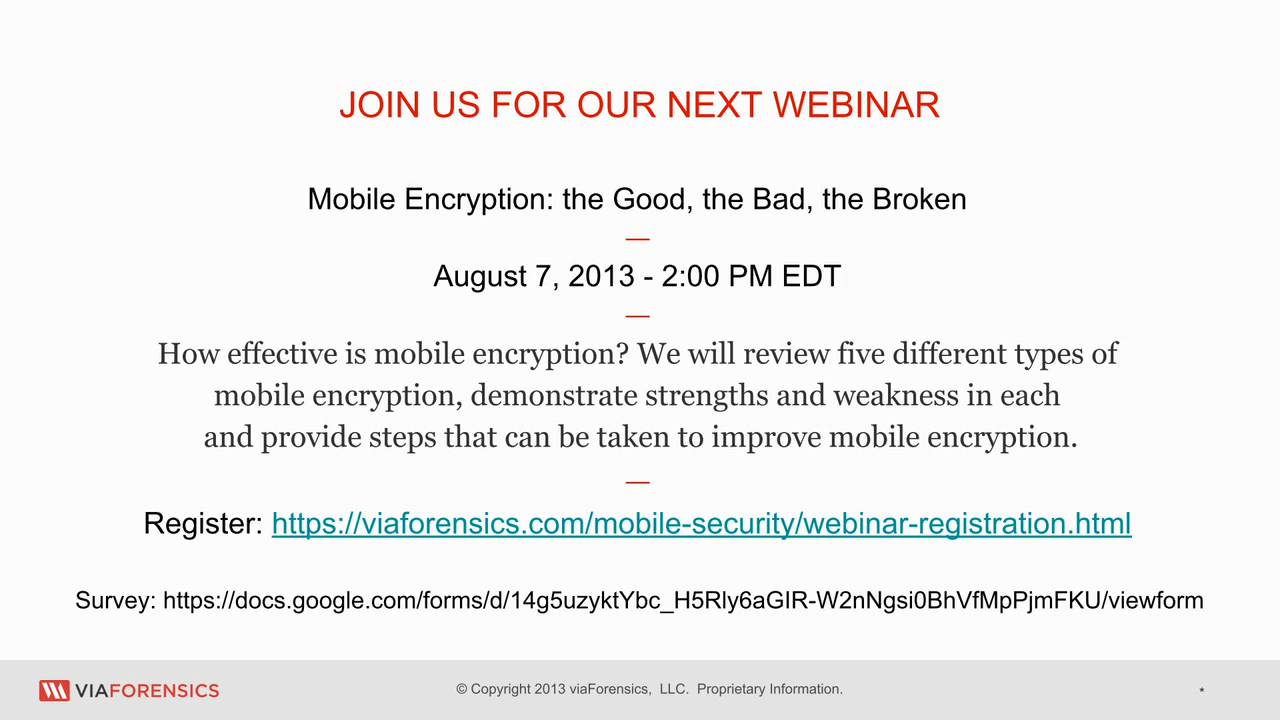 JOIN US FOR OUR NEXT WEBINAR
Mobile Encryption: the Good, the Bad, the Broken
—
August 7, 2013 - 2:00 PM EDT
—
How effective is mobile encryption? We will review five different types of
mobile encryption, demonstrate strengths and weakness in each
and provide steps that can be taken to improve mobile encryption.
—
Register: https://viaforensics.com/mobile-security/webinar-registration.html
Survey: https://docs.google.com/forms/d/14g5uzyktYbc_H5Rly6aGIR-W2nNgsi0BhVfMpPjmFKU/viewform
VIAFORENSICS
© Copyright 2013 viaForensics, LLC. Proprietary Information.
*